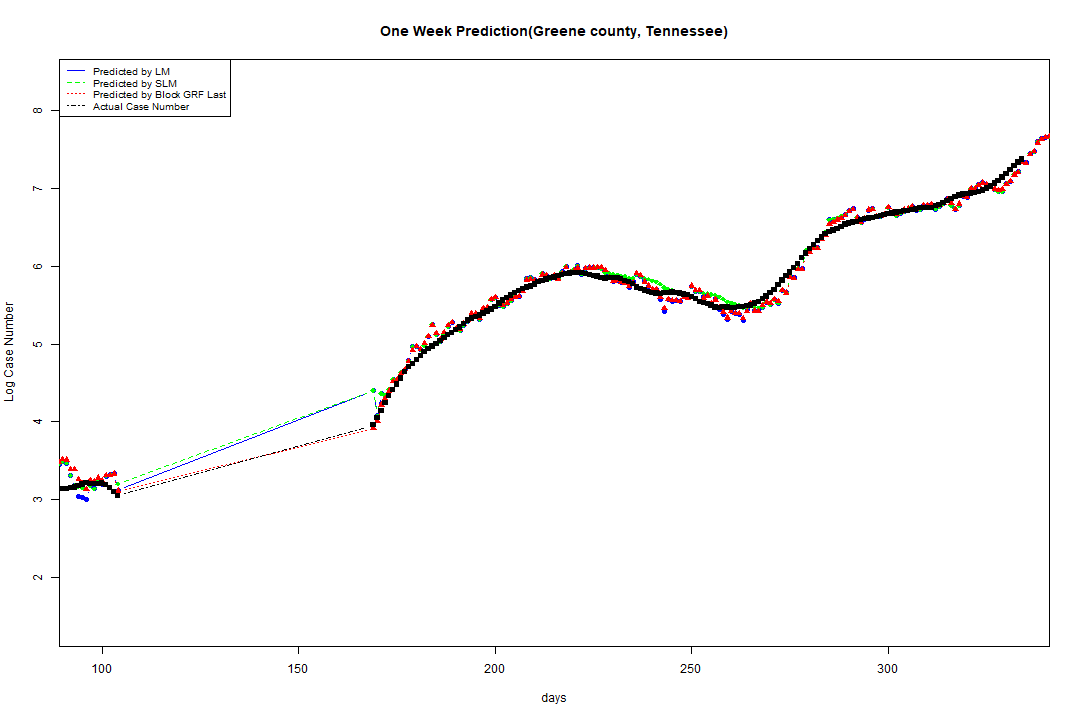 One Week Prediction(Greene county, Tennessee)
Predicted by LM
Predicted by SLM
Predicted by Block GRF Last
Actual Case Number
8
7
6
5
4
3
2
Log Case Number
100 150 200 250 300
days